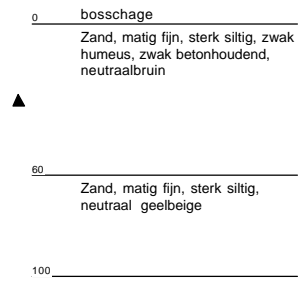 0 bosschage
Zand, matig fijn, sterk siltig, zwak
humeus, zwak betonhoudend,
neutraalbruin
60
Zand, matig fijn, sterk siltig,
neutraal geelbeige
100